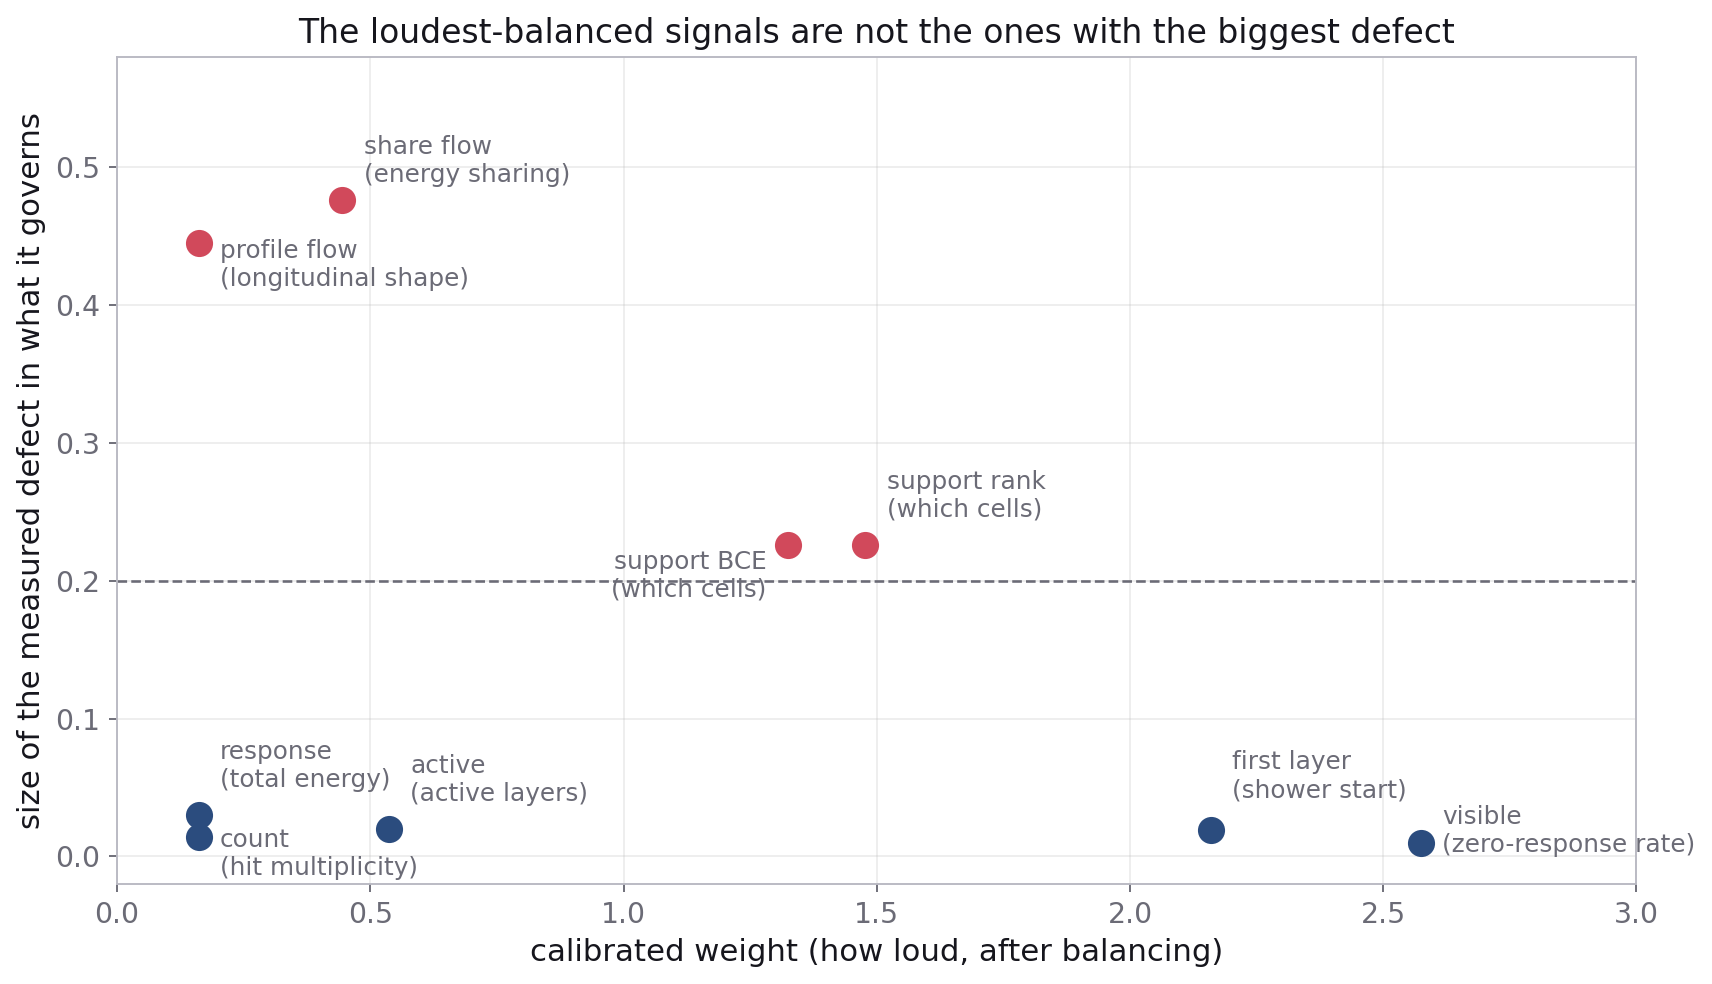 The loudest-balanced signals are not the ones with the biggest defect
size of the measured defect in what it governs
0.5
0.4
0.3
0.2
0.1
0.0
share flow
(energy sharing)
profile flow
(longitudinal shape)
support rank
(which cells)
support BCE
(which cells)
response
(total energy)
active
(active layers)
count
(hit multiplicity)
first layer
(shower start)
visible
(zero-response rate)
0.0 0.5 1.0 1.5 2.0 2.5 3.0
calibrated weight (how loud, after balancing)